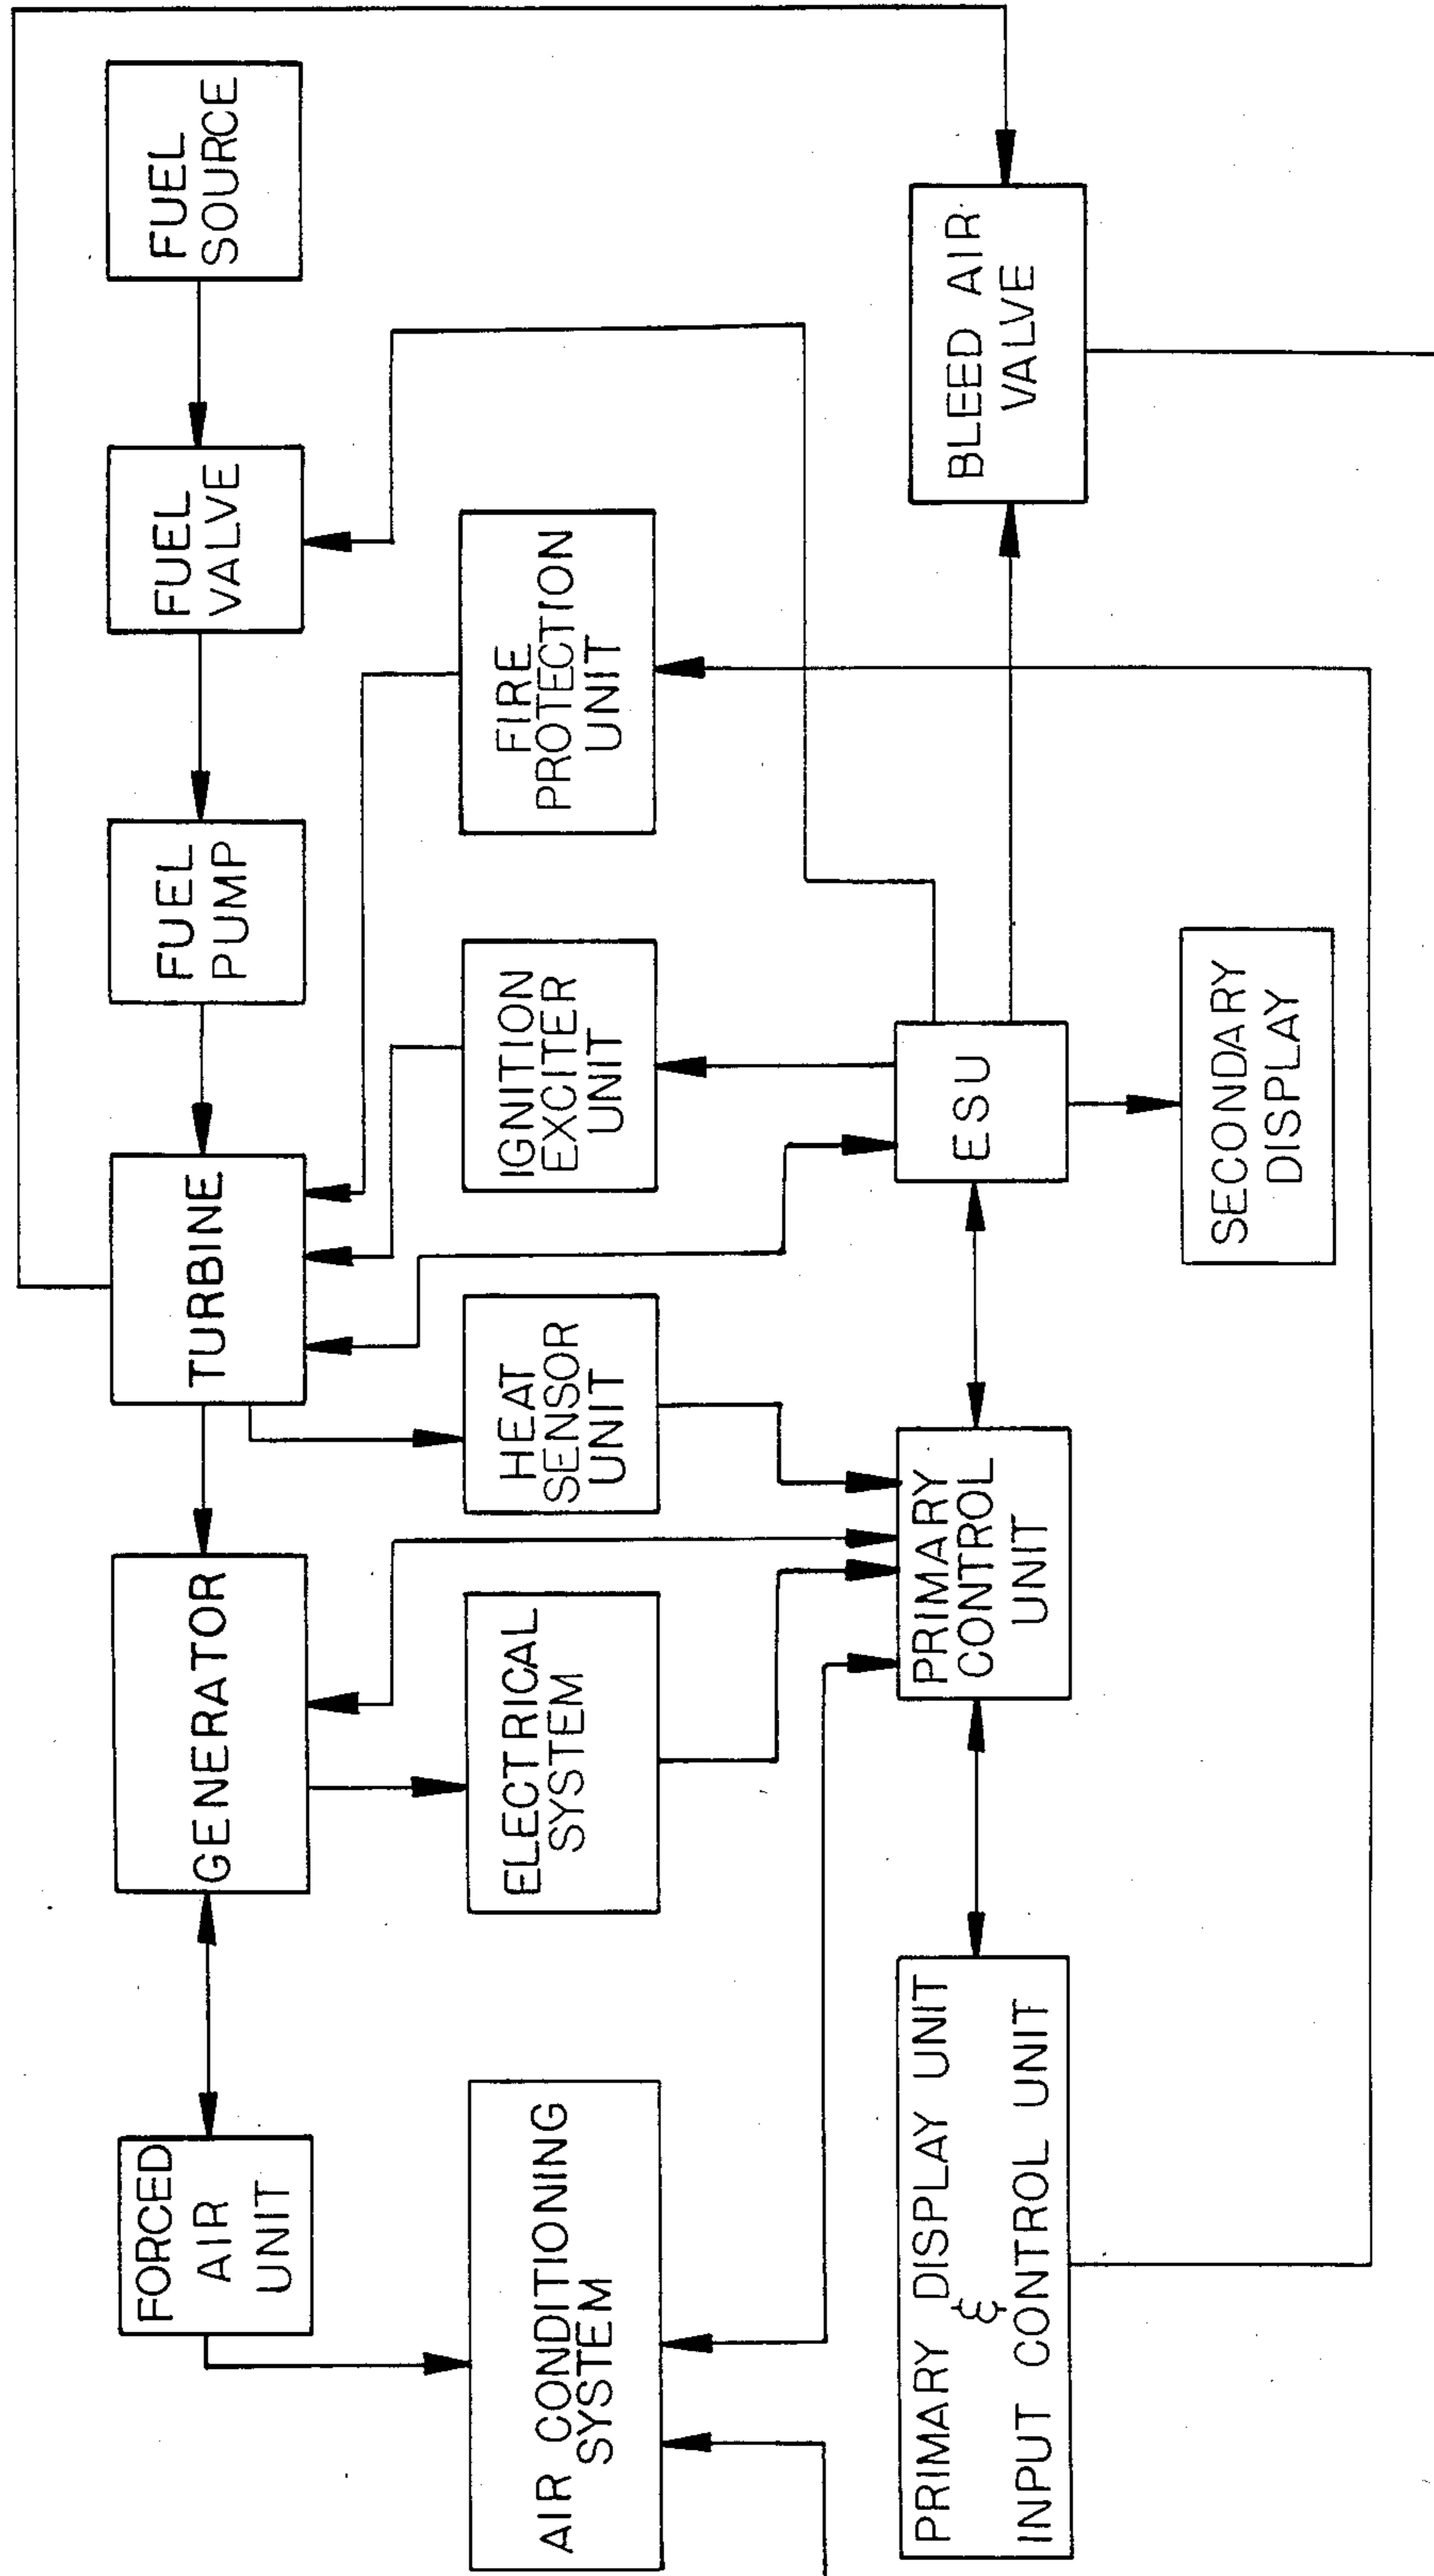 FORCED
AIR
UNIT
GENERATOR
TURBINE
FUEL
PUMP
FUEL
VALVE
FUEL
SOURCE
AIR CONDITIONING
SYSTEM
ELECTRICAL
SYSTEM
HEAT
SENSOR
UNIT
IGNITION
EXCITER
UNIT
FIRE
PROTECTION
UNIT
PRIMARY DISPLAY UNIT
&
INPUT CONTROL UNIT
PRIMARY
CONTROL
UNIT
ESU
BLEED AIR
VALVE
SECONDARY
DISPLAY